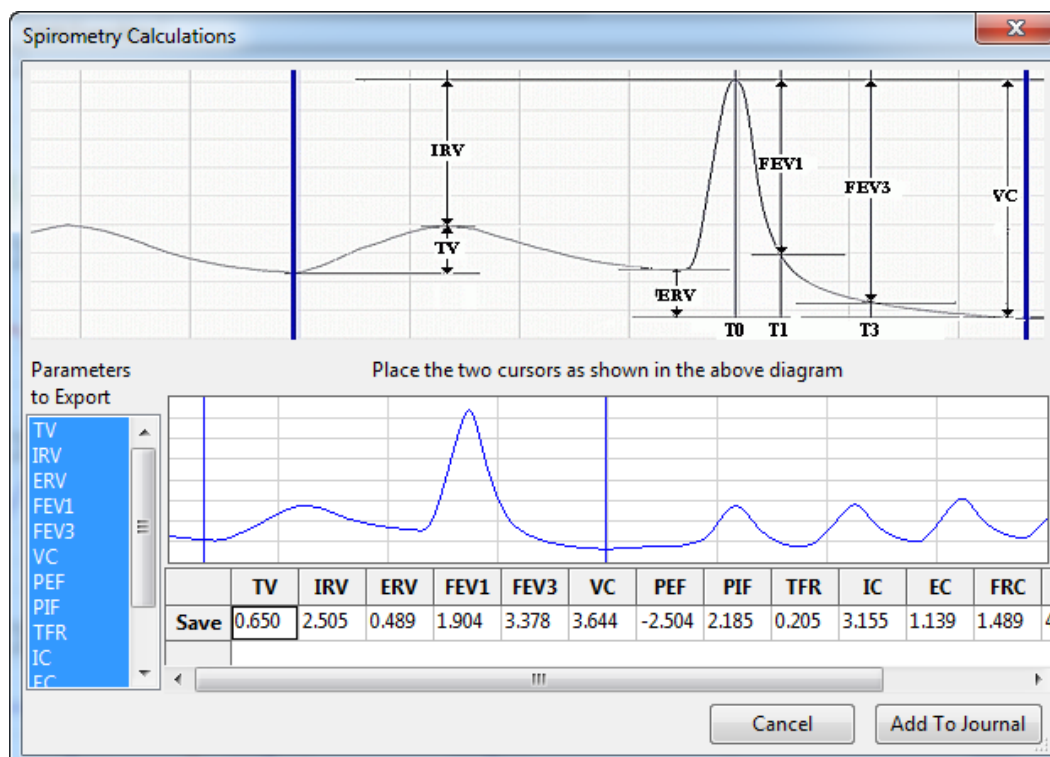 Spirometry Calculations
X
IRV
TV
ERV
FEV1
FEV3
VC
T0 T1 T3
Parameters
to Export
Place the two cursors as shown in the above diagram
TV
IRV
ERV
FEV1
FEV3
VC
PEF
PIF
TFR
IC
EC
TV IRV ERV FEV1 FEV3 VC PEF PIF TFR IC EC FRC
Save 0.650 2.505 0.489 1.904 3.378 3.644 -2.504 2.185 0.205 3.155 1.139 1.489
Cancel
Add To Journal